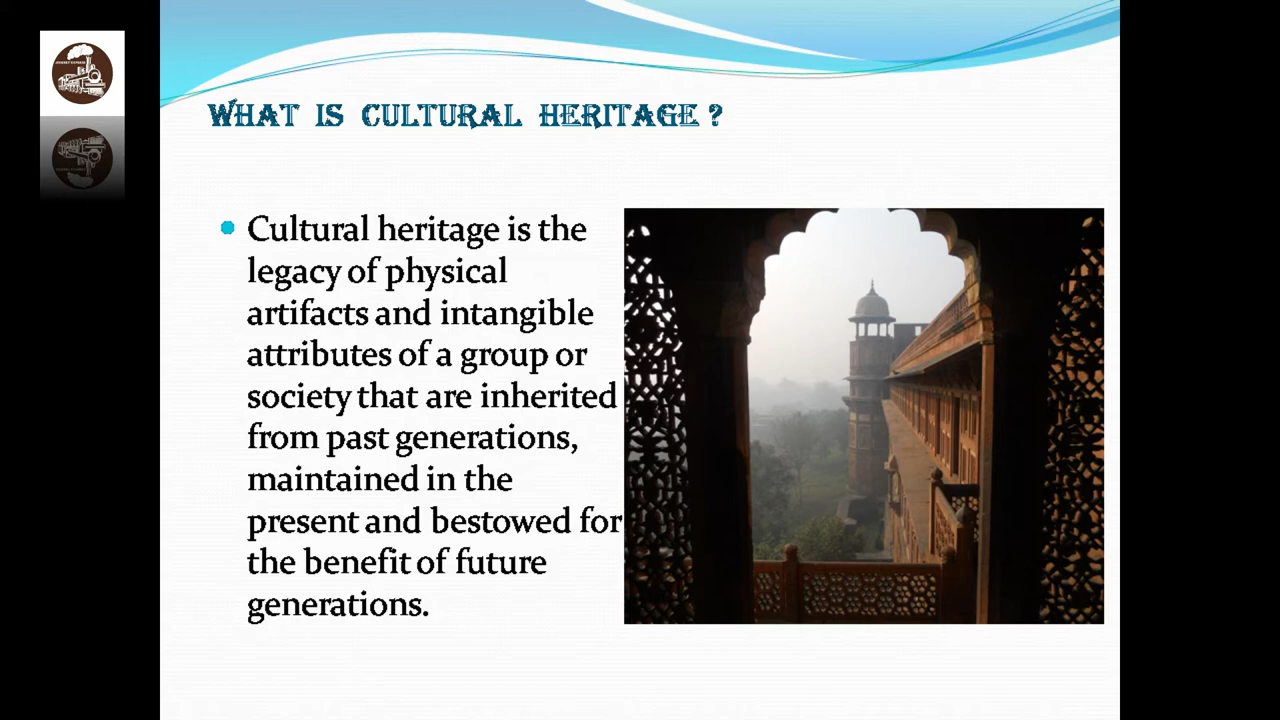 WHAT IS CULTURAL HERITAGE ?
Cultural heritage is the
legacy of physical
artifacts and intangible
attributes of a group or
society that are inherited
from past generations,
maintained in the
present and bestowed for
the benefit of future
generations.